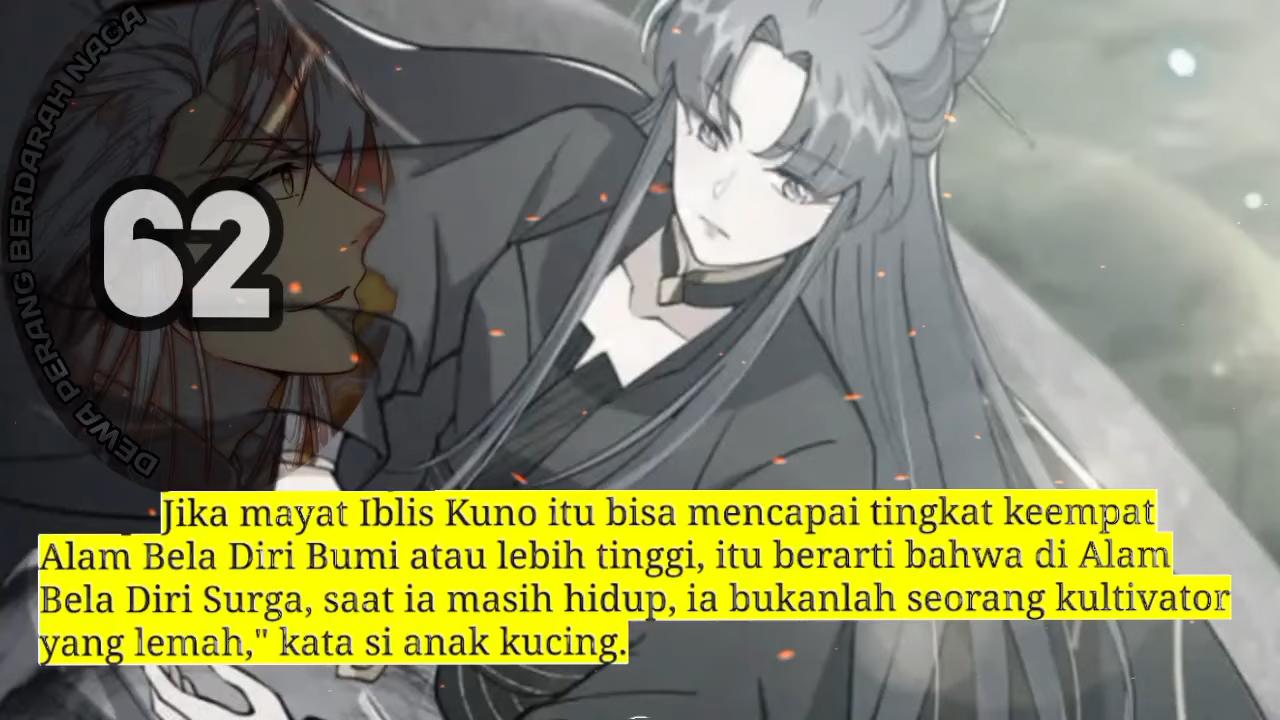 DEWA PERANG BERDARAH NAGA
62
Jika mayat Iblis Kuno itu bisa mencapai tingkat keempat
Alam Bela Diri Bumi atau lebih tinggi, itu berarti bahwa di Alam
Bela Diri Surga, saat ia masih hidup, ia bukanlah seorang kultivator
yang lemah," kata si anak kucing.